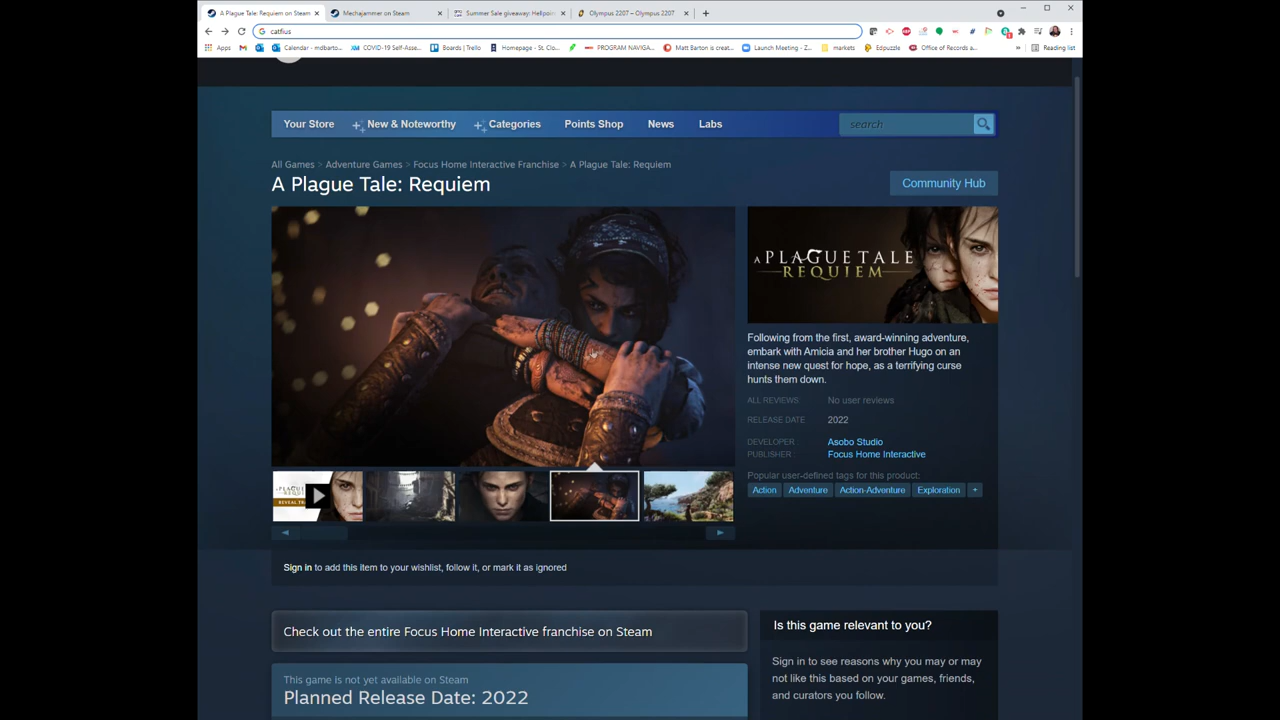 A Plague Tale: Requiem on Steam
Mechajammer on Steam
Summer Sale giveaway: Hellpoin
Olympus 2207 – Olympus 2207
catfius
Apps
Calendar - mdbarto...
COVID-19 Self-Asse...
Boards | Trello
Homepage - St. Clo...
PROGRAM NAVIGA...
Matt Barton is creat...
Launch Meeting - Z...
markets
Edpuzzle
Office of Records a...
»
Reading list
Your Store
New & Noteworthy
Categories
Points Shop
News
Labs
search
All Games > Adventure Games > Focus Home Interactive Franchise > A Plague Tale: Requiem
A Plague Tale: Requiem
Community Hub
A PLAGUE TALE
REQUIEM
Following from the first, award-winning adventure,
embark with Amicia and her brother Hugo on an
intense new quest for hope, as a terrifying curse
hunts them down.
ALL REVIEWS: No user reviews
RELEASE DATE 2022
DEVELOPER: Asobo Studio
PUBLISHER: Focus Home Interactive
Popular user-defined tags for this product:
Action
Adventure
Action-Adventure
Exploration
+
Sign in to add this item to your wishlist, follow it, or mark it as ignored
Check out the entire Focus Home Interactive franchise on Steam
Is this game relevant to you?
Sign in to see reasons why you may or may
not like this based on your games, friends,
and curators you follow.
This game is not yet available on Steam
Planned Release Date: 2022